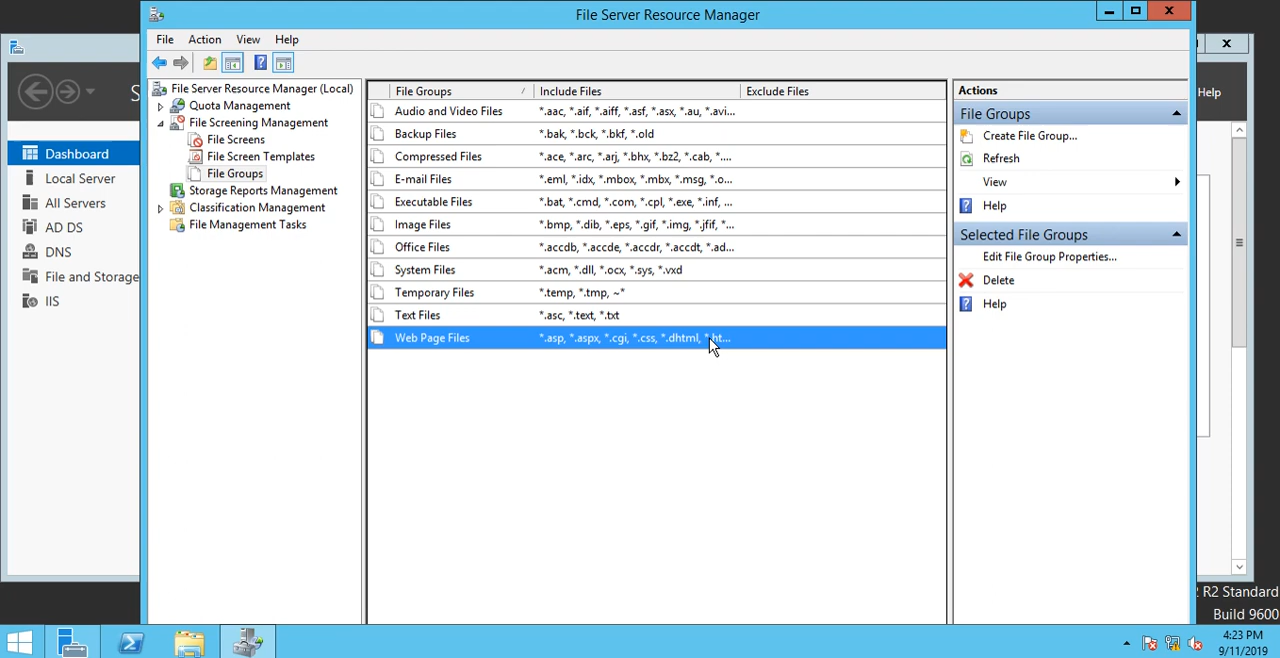 File Server Resource Manager
File Action View Help
S
Help
Dashboard
Local Server
All Servers
AD DS
DNS
File and Storage
IIS
File Server Resource Manager (Local)
Quota Management
File Screening Management
File Screens
File Screen Templates
File Groups
Storage Reports Management
Classification Management
File Management Tasks
File Groups / Include Files Exclude Files
Audio and Video Files *.aac, *.aif, *.aiff, *.asf, *.asx, *.au, *.avi...
Backup Files *.bak, *.bck, *.bkf, *.old
Compressed Files *.ace, *.arc, *.arj, *.bhx, *.bz2, *.cab, *....
E-mail Files *.eml, *.idx, *.mbox, *.mbx, *.msg, *.o...
Executable Files *.bat, *.cmd, *.com, *.cpl, *.exe, *.inf, ...
Image Files *.bmp, *.dib, *.eps, *.gif, *.img, *.jfif, *...
Office Files *.accdb, *.accde, *.accdr, *.accdt, *.ad...
System Files *.acm, *.dll, *.ocx, *.sys, *.vxd
Temporary Files *.temp, *.tmp, ~*
Text Files *.asc, *.text, *.txt
Web Page Files *.asp, *.aspx, *.cgi, *.css, *.dhtml, *.ht...
Actions
File Groups
Create File Group...
Refresh
View
Help
Selected File Groups
Edit File Group Properties...
Delete
Help
2 R2 Standard
Build 9600
4:23 PM
9/11/2019